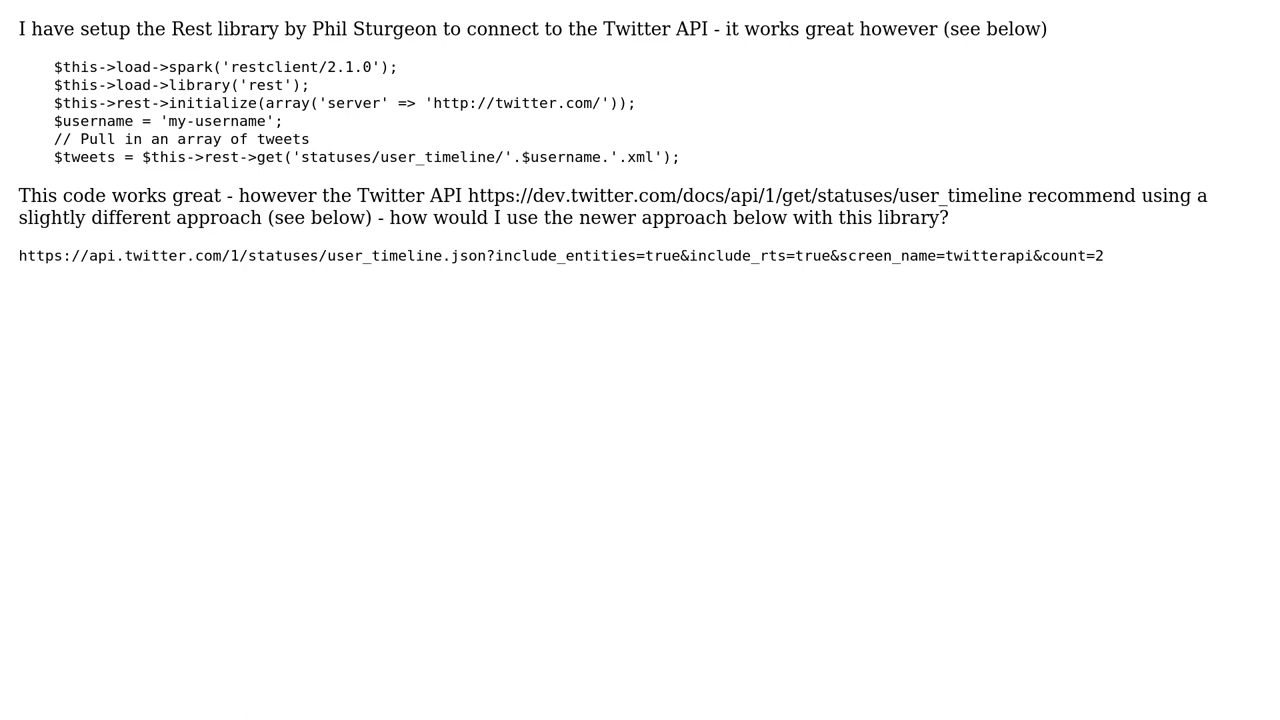 I have setup the Rest library by Phil Sturgeon to connect to the Twitter API - it works great however (see below)
$this->load->spark('restclient/2.1.0');
$this->load->library('rest');
$this->rest->initialize(array('server' => 'http://twitter.com/'));
$username = 'my-username';
// Pull in an array of tweets
$tweets = $this->rest->get('statuses/user_timeline/'.$username.'.xml');
This code works great - however the Twitter API https://dev.twitter.com/docs/api/1/get/statuses/user_timeline recommend using a
slightly different approach (see below) - how would I use the newer approach below with this library?
https://api.twitter.com/1/statuses/user_timeline.json?include_entities=true&include_rts=true&screen_name=twitterapi&count=2